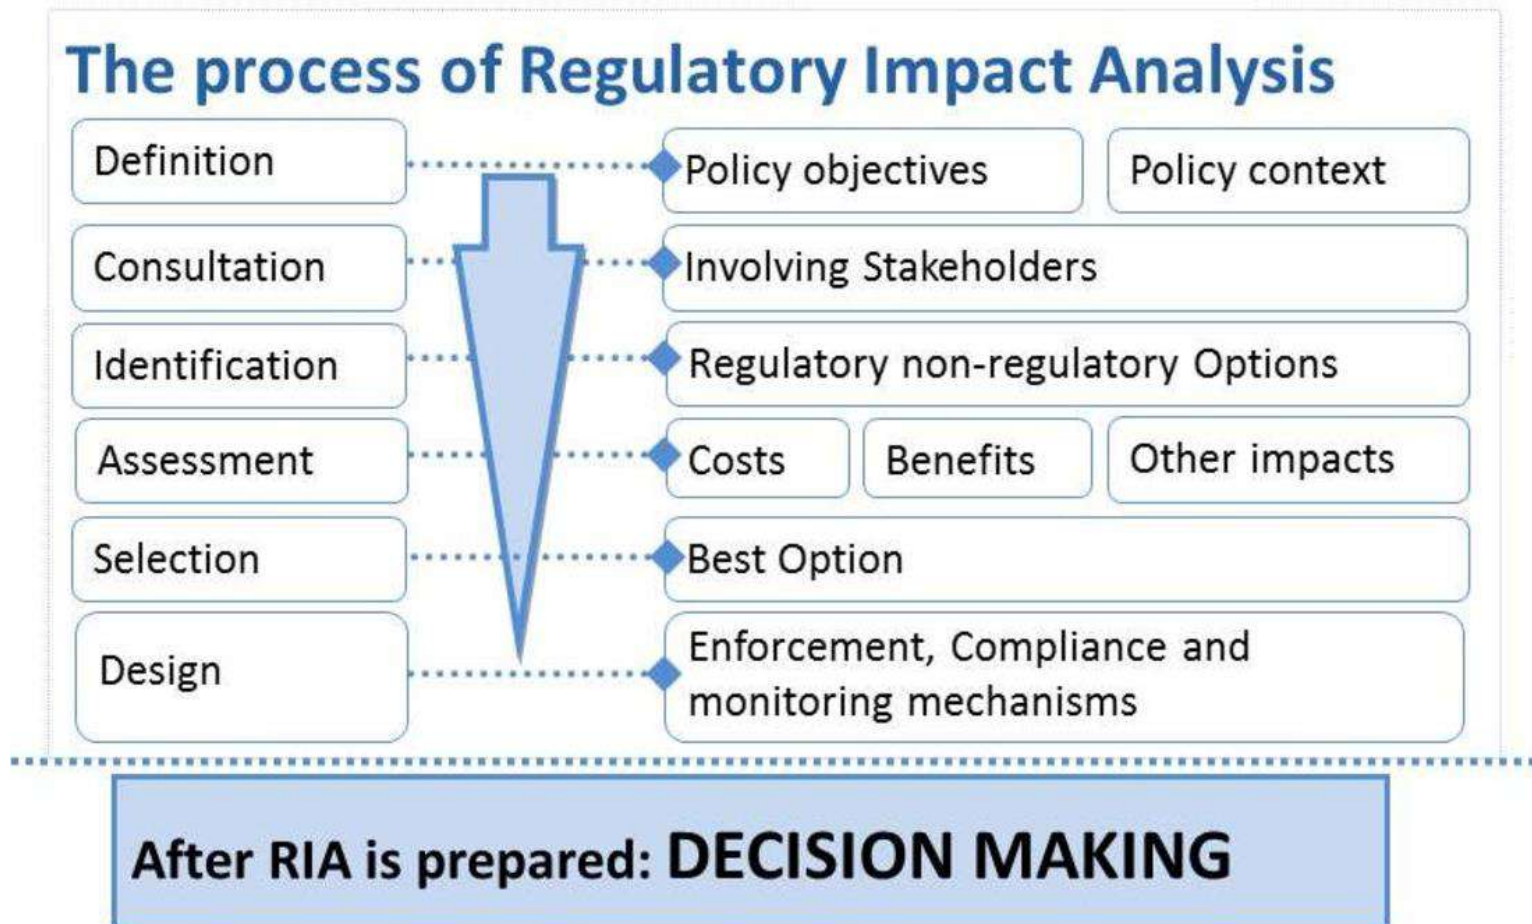 The process of Regulatory Impact Analysis
Definition
Policy objectives
Policy context
Consultation
Involving Stakeholders
Identification
Regulatory non-regulatory Options
Assessment
Costs
Benefits
Other impacts
Selection
Best Option
Design
Enforcement, Compliance and
monitoring mechanisms
After RIA is prepared: DECISION MAKING